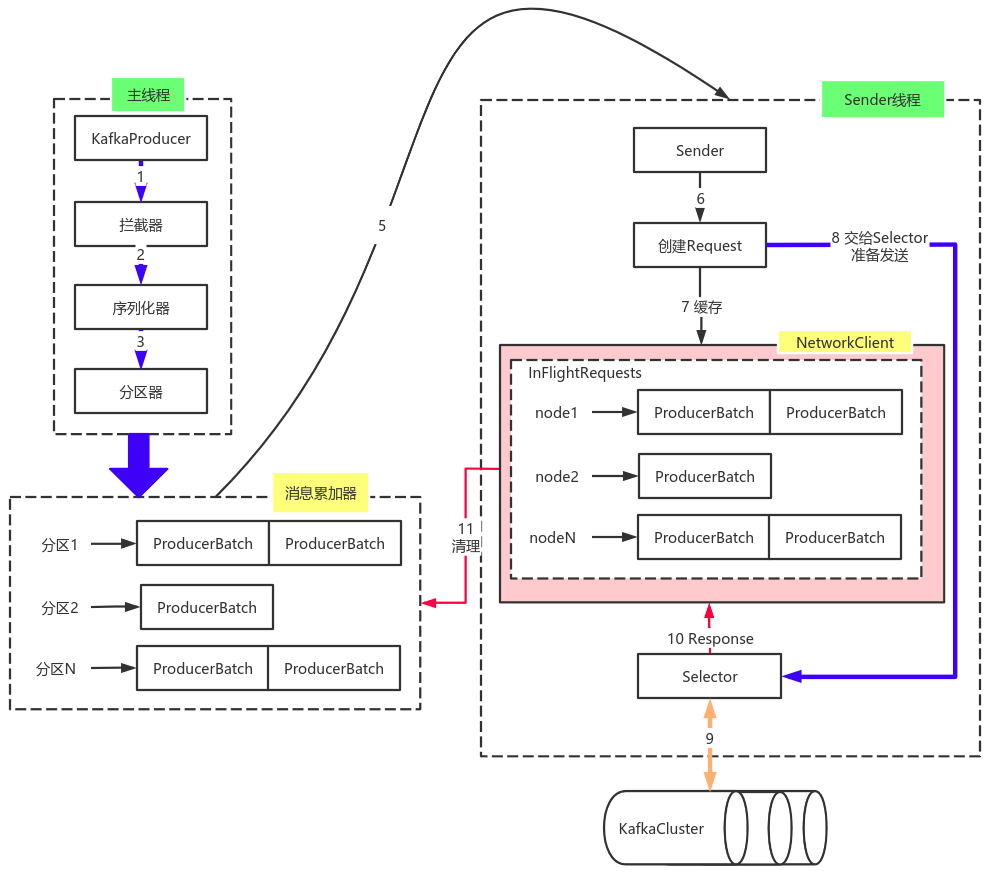 主线程
KafkaProducer
1
拦截器
2
序列化器
3
分区器
消息累加器
分区1
ProducerBatch
ProducerBatch
分区2
ProducerBatch
分区N
ProducerBatch
ProducerBatch
5
Sender线程
Sender
6
创建Request
8 交给Selector
准备发送
7 缓存
NetworkClient
InFlightRequests
node1
ProducerBatch
ProducerBatch
node2
ProducerBatch
nodeN
ProducerBatch
ProducerBatch
11
清理
10 Response
Selector
9
KafkaCluster